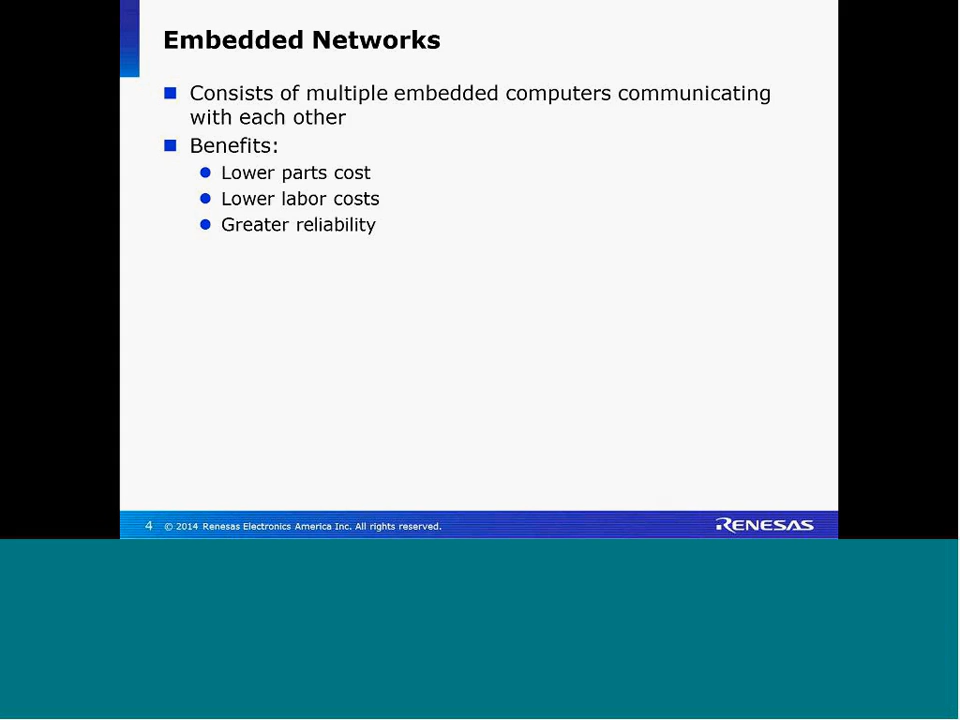 Embedded Networks
Consists of multiple embedded computers communicating
with each other
Benefits:
Lower parts cost
Lower labor costs
Greater reliability
4 © 2014 Renesas Electronics America Inc. All rights reserved.
RENESAS